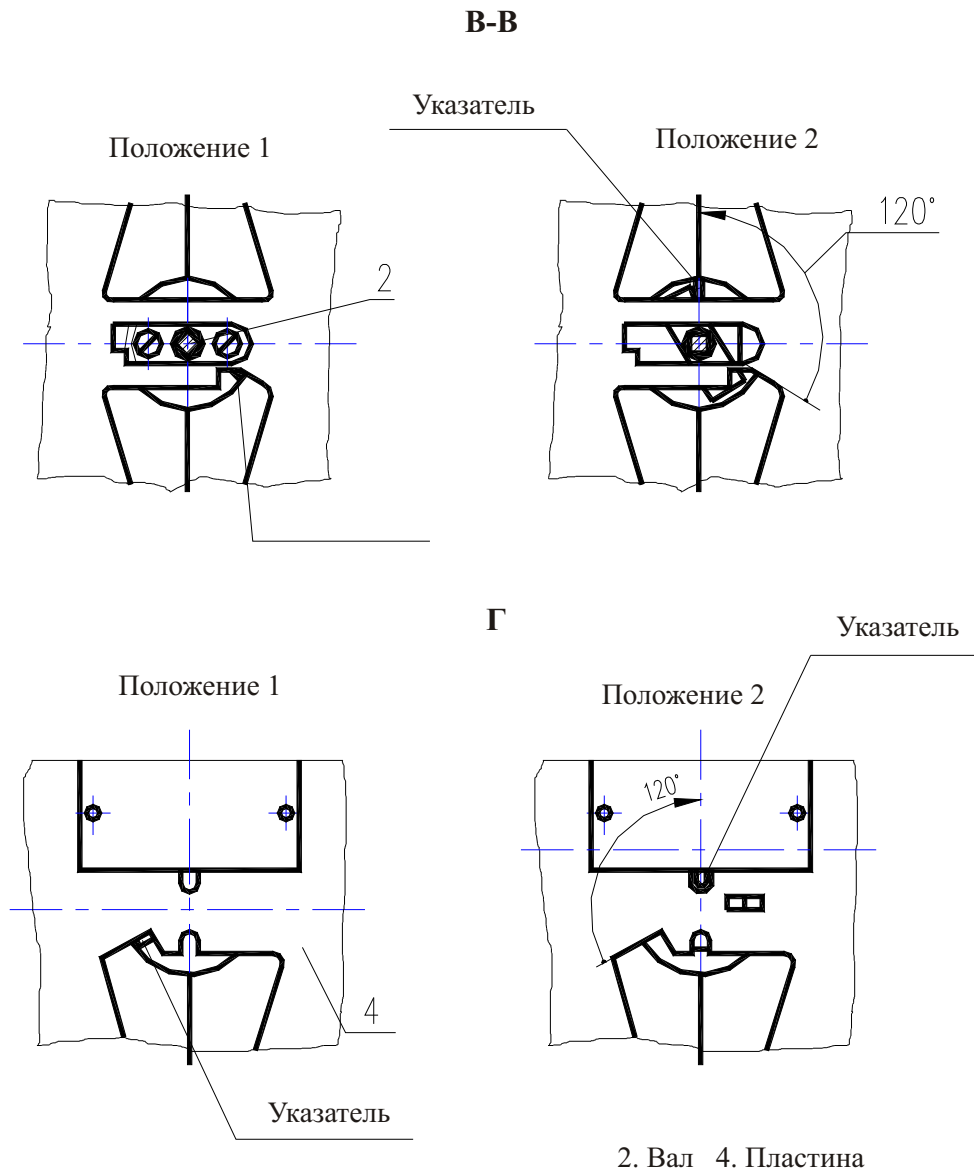 В-В
Указатель
Положение 1
Положение 2
120°
2
Г
Указатель
Положение 1
Положение 2
120°
4
Указатель
2. Вал 4. Пластина